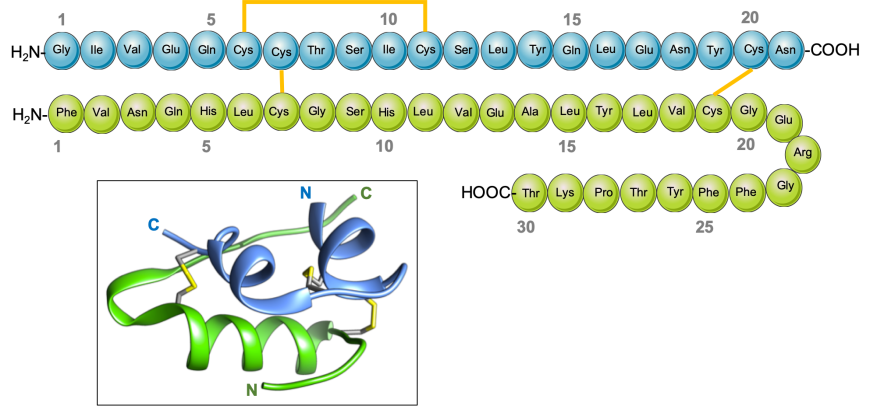 1 5 10 15 20
H₂N- Gly Ile Val Glu Gln Cys Cys Thr Ser Ile Cys Ser Leu Tyr Gln Leu Glu Asn Tyr Cys Asn -COOH
H₂N- Phe Val Asn Gln His Leu Cys Gly Ser His Leu Val Glu Ala Leu Tyr Leu Val Cys Gly Glu
1 5 10 15 20
Arg
HOOC- Thr Lys Pro Thr Tyr Phe Phe Gly
30 25
N C
C
N